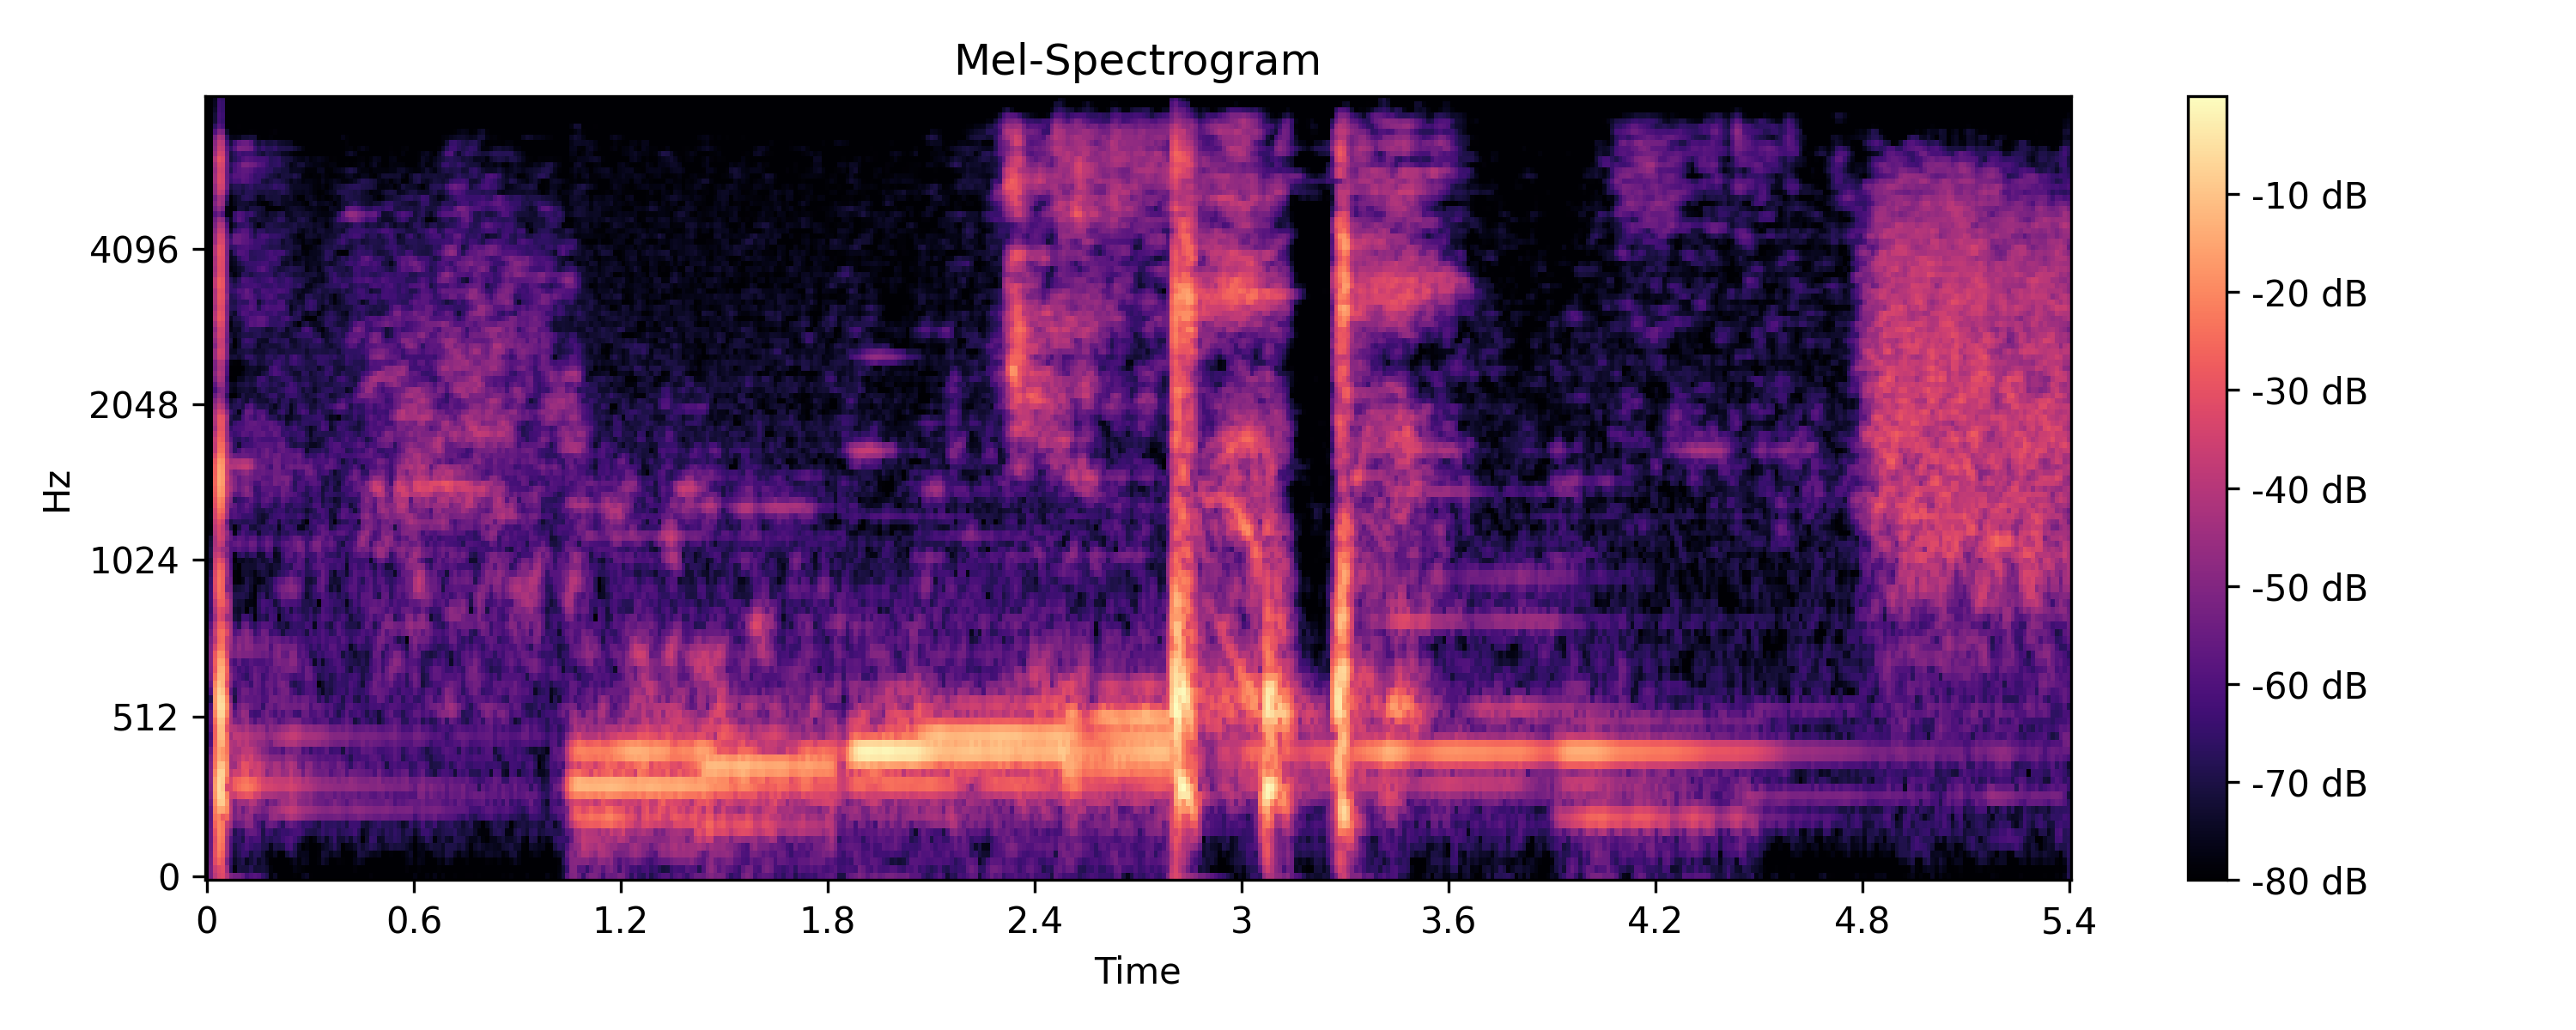 Mel-Spectrogram
Hz
4096
2048
1024
512
0
0 0.6 1.2 1.8 2.4 3 3.6 4.2 4.8 5.4
Time
-10 dB
-20 dB
-30 dB
-40 dB
-50 dB
-60 dB
-70 dB
-80 dB